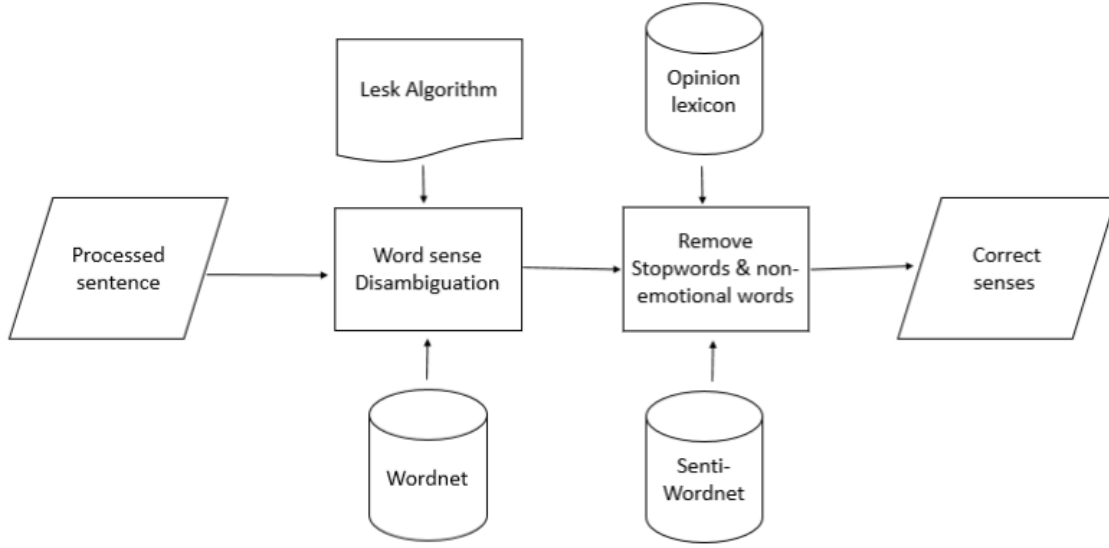 Lesk Algorithm
Opinion
lexicon
Processed
sentence
Word sense
Disambiguation
Remove
Stopwords & non-
emotional words
Correct
senses
Wordnet
Senti-
Wordnet